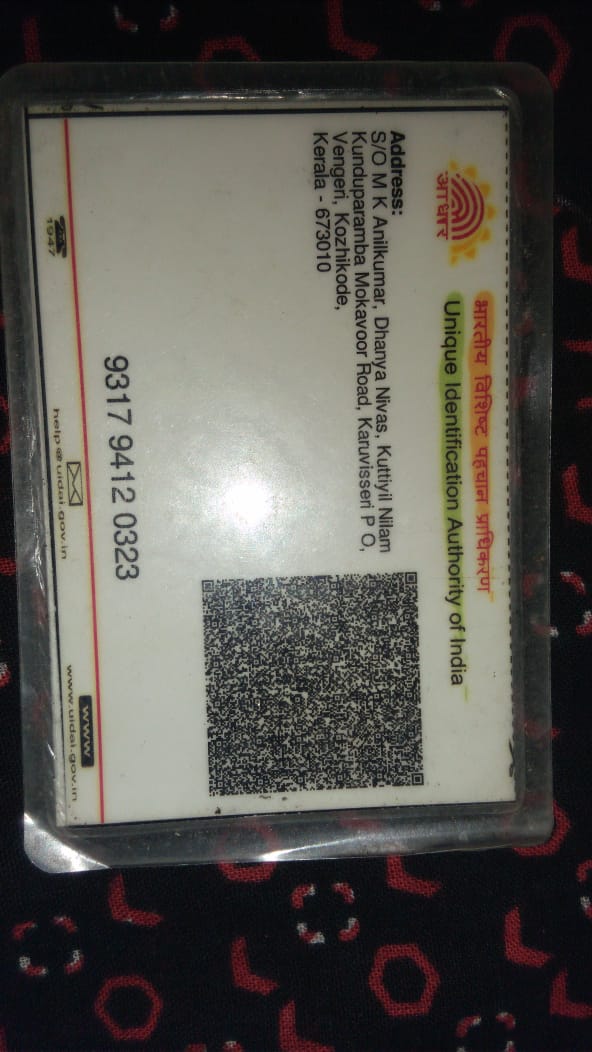 आधार
भारतीय विशिष्ट पहचान प्राधिकरण
Unique Identification Authority of India
Address:
S/O M K Anilkumar, Dhanya Nivas, Kuttiyil Nilam
Kunduparamba Mokavoor Road, Karuvisseri P O,
Vengeri, Kozhikode,
Kerala - 673010
9317 9412 0323
1947
help@uidai.gov.in
www
www.uidai.gov.in